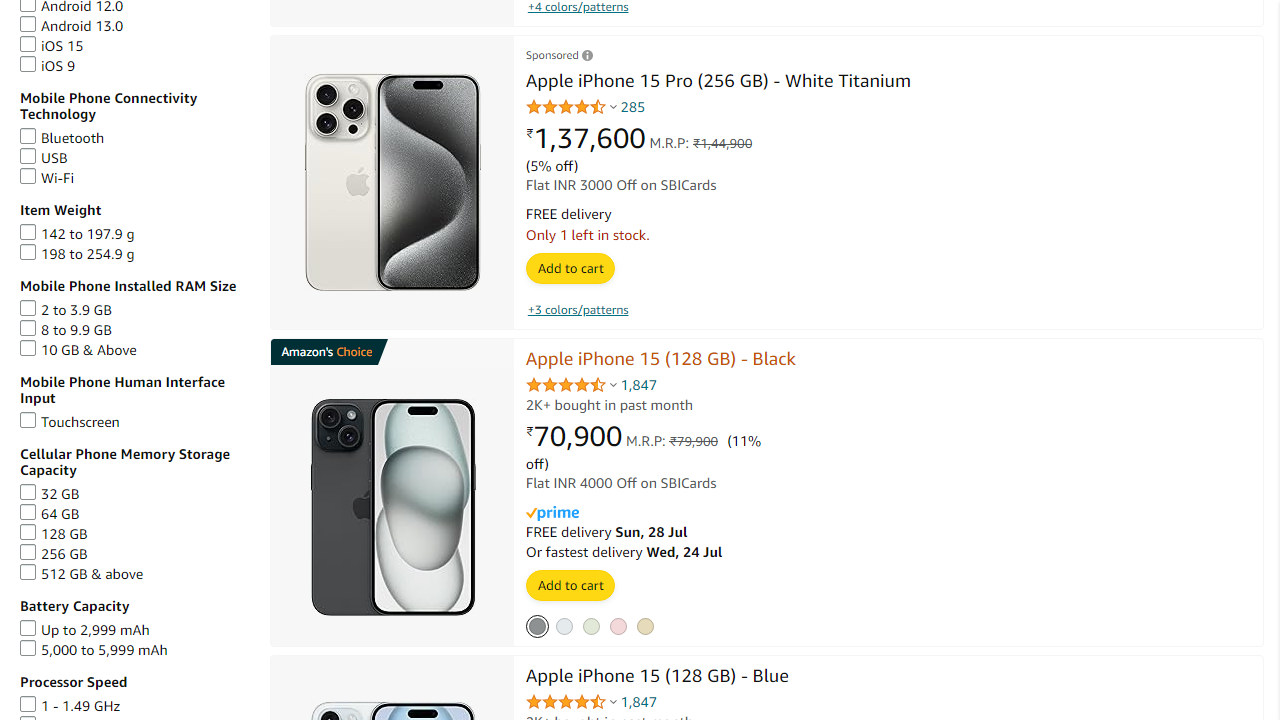 Android 12.0
Android 13.0
iOS 15
iOS 9
Mobile Phone Connectivity
Technology
Bluetooth
USB
Wi-Fi
Item Weight
142 to 197.9 g
198 to 254.9 g
Mobile Phone Installed RAM Size
2 to 3.9 GB
8 to 9.9 GB
10 GB & Above
Mobile Phone Human Interface
Input
Touchscreen
Cellular Phone Memory Storage
Capacity
32 GB
64 GB
128 GB
256 GB
512 GB & above
Battery Capacity
Up to 2,999 mAh
5,000 to 5,999 mAh
Processor Speed
1 - 1.49 GHz
+4 colors/patterns
Sponsored
Apple iPhone 15 Pro (256 GB) - White Titanium
285
₹1,37,600 M.R.P: ₹1,44,900
(5% off)
Flat INR 3000 Off on SBICards
FREE delivery
Only 1 left in stock.
Add to cart
+3 colors/patterns
Amazon's Choice
Apple iPhone 15 (128 GB) - Black
1,847
2K+ bought in past month
₹70,900 M.R.P: ₹79,900 (11%
off)
Flat INR 4000 Off on SBICards
prime
FREE delivery Sun, 28 Jul
Or fastest delivery Wed, 24 Jul
Add to cart
Apple iPhone 15 (128 GB) - Blue
1,847